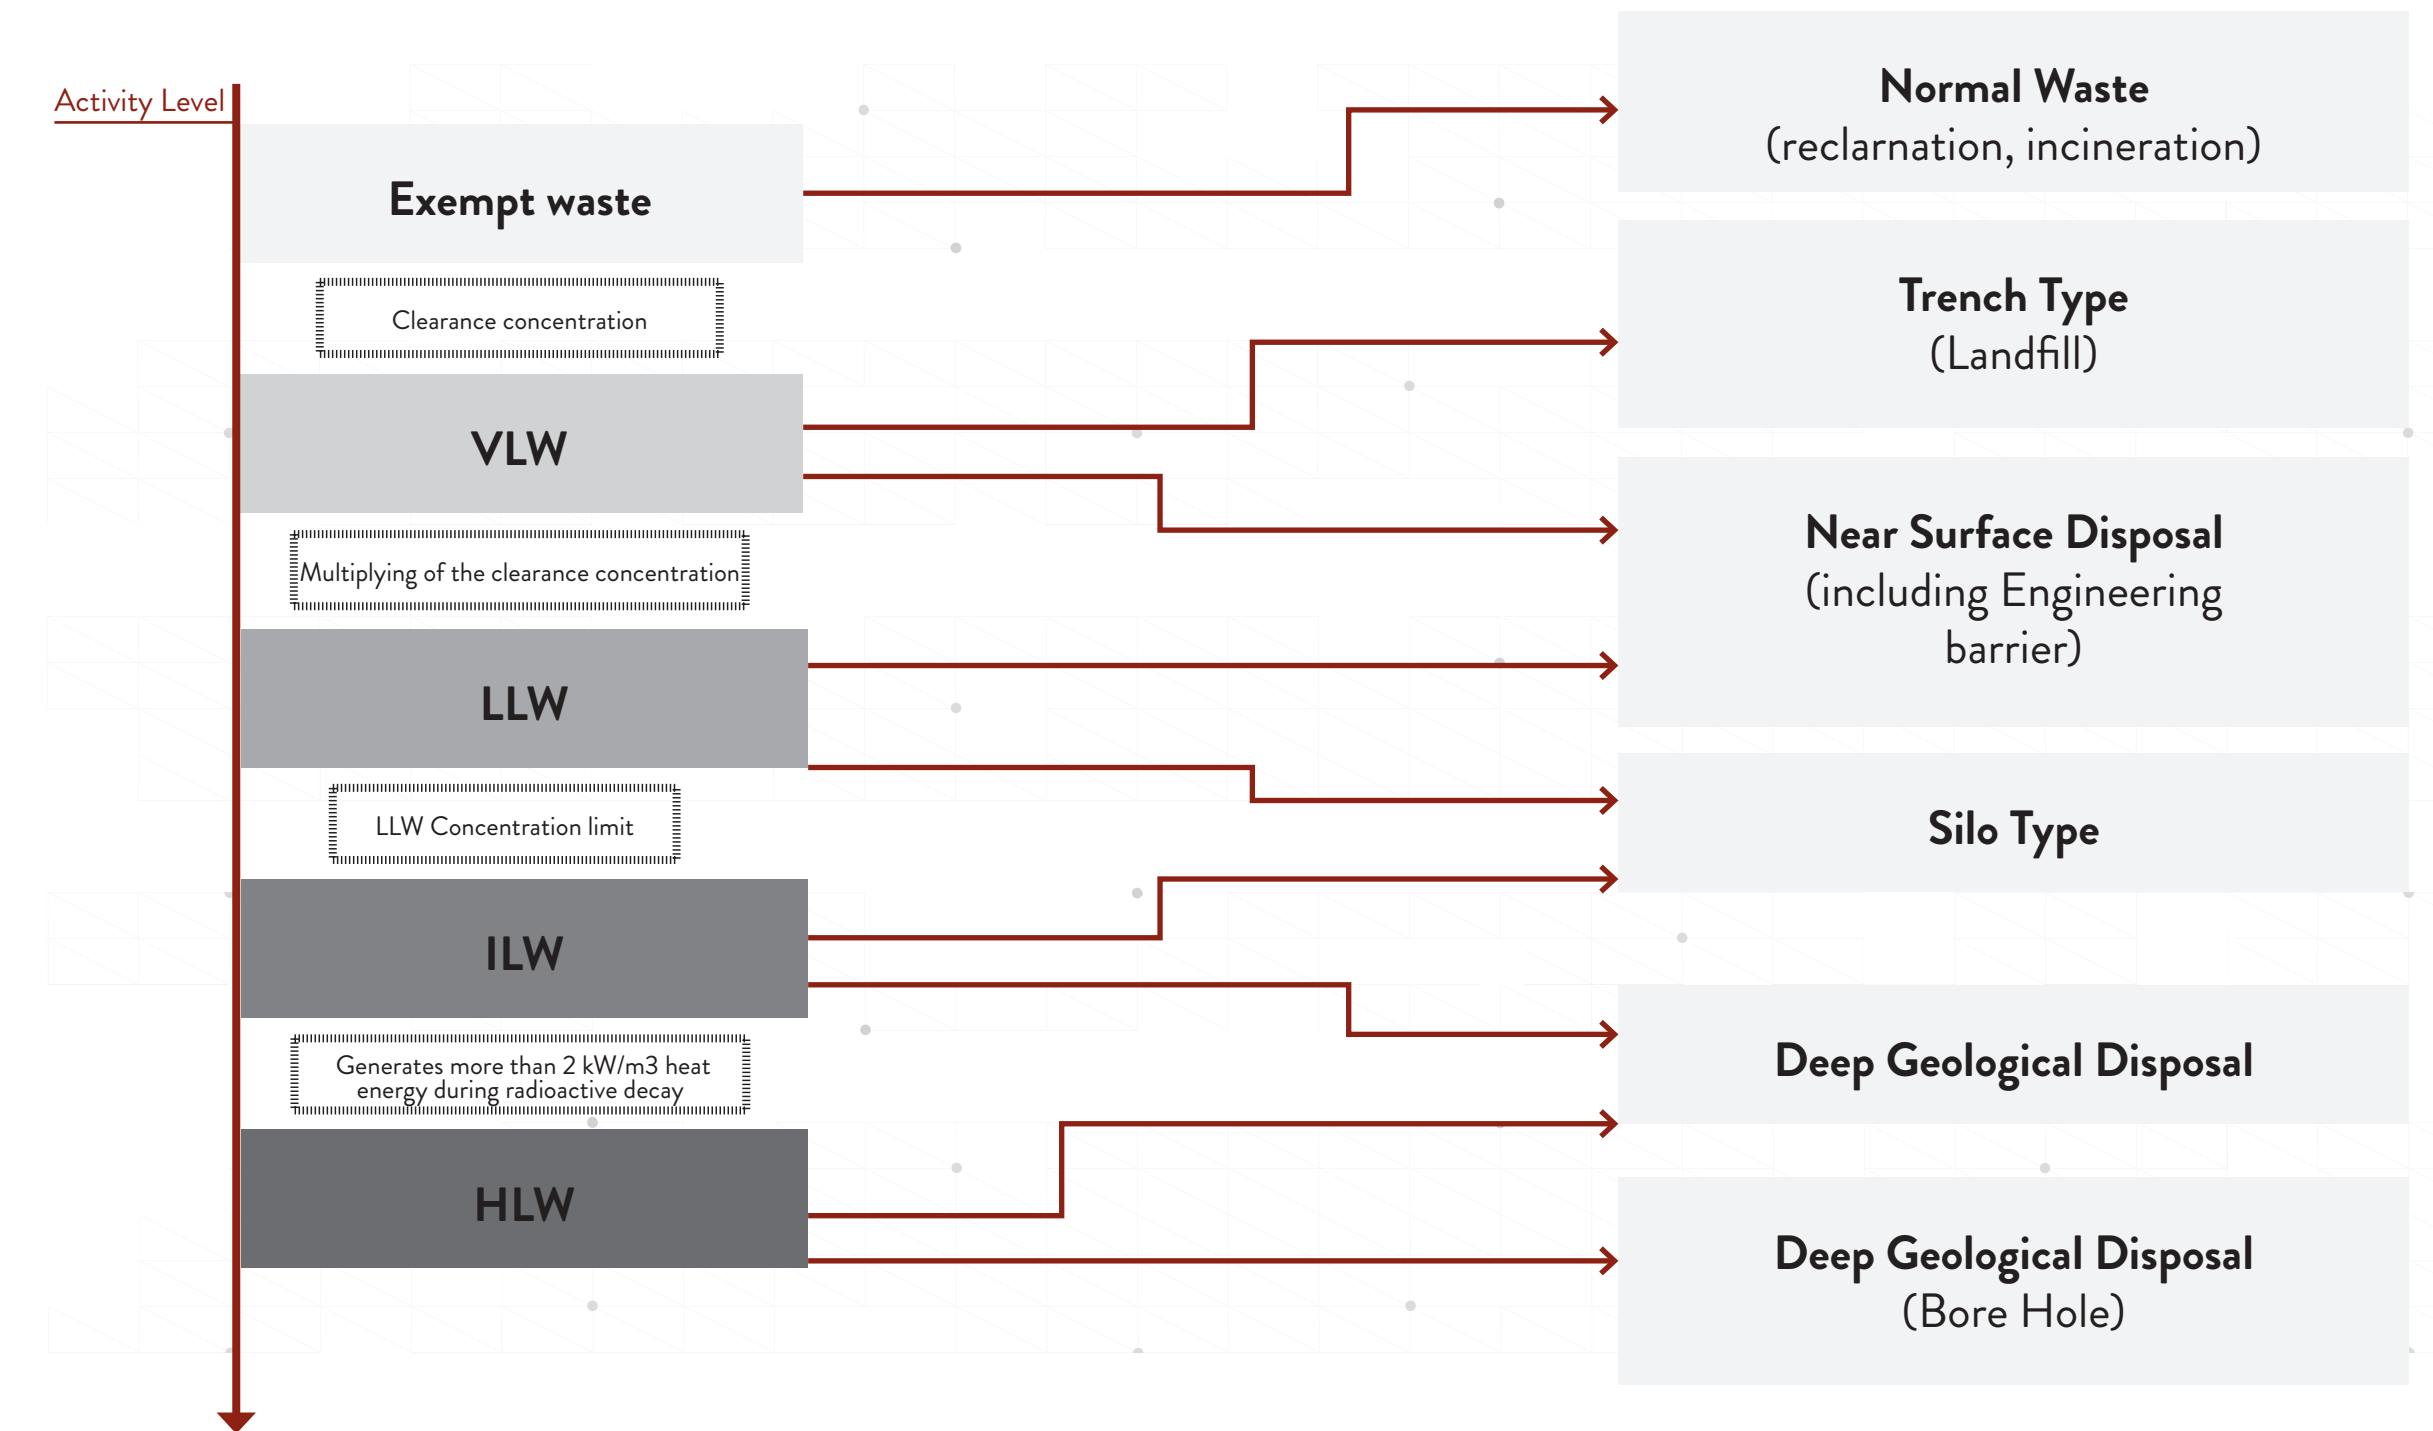 Activity Level
Exempt waste
Clearance concentration
VLW
Multiplying of the clearance concentration
LLW
LLW Concentration limit
ILW
Generates more than 2 kW/m3 heat
energy during radioactive decay
HLW
Normal Waste
(reclarnation, incineration)
Trench Type
(Landfill)
Near Surface Disposal
(including Engineering
barrier)
Silo Type
Deep Geological Disposal
Deep Geological Disposal
(Bore Hole)